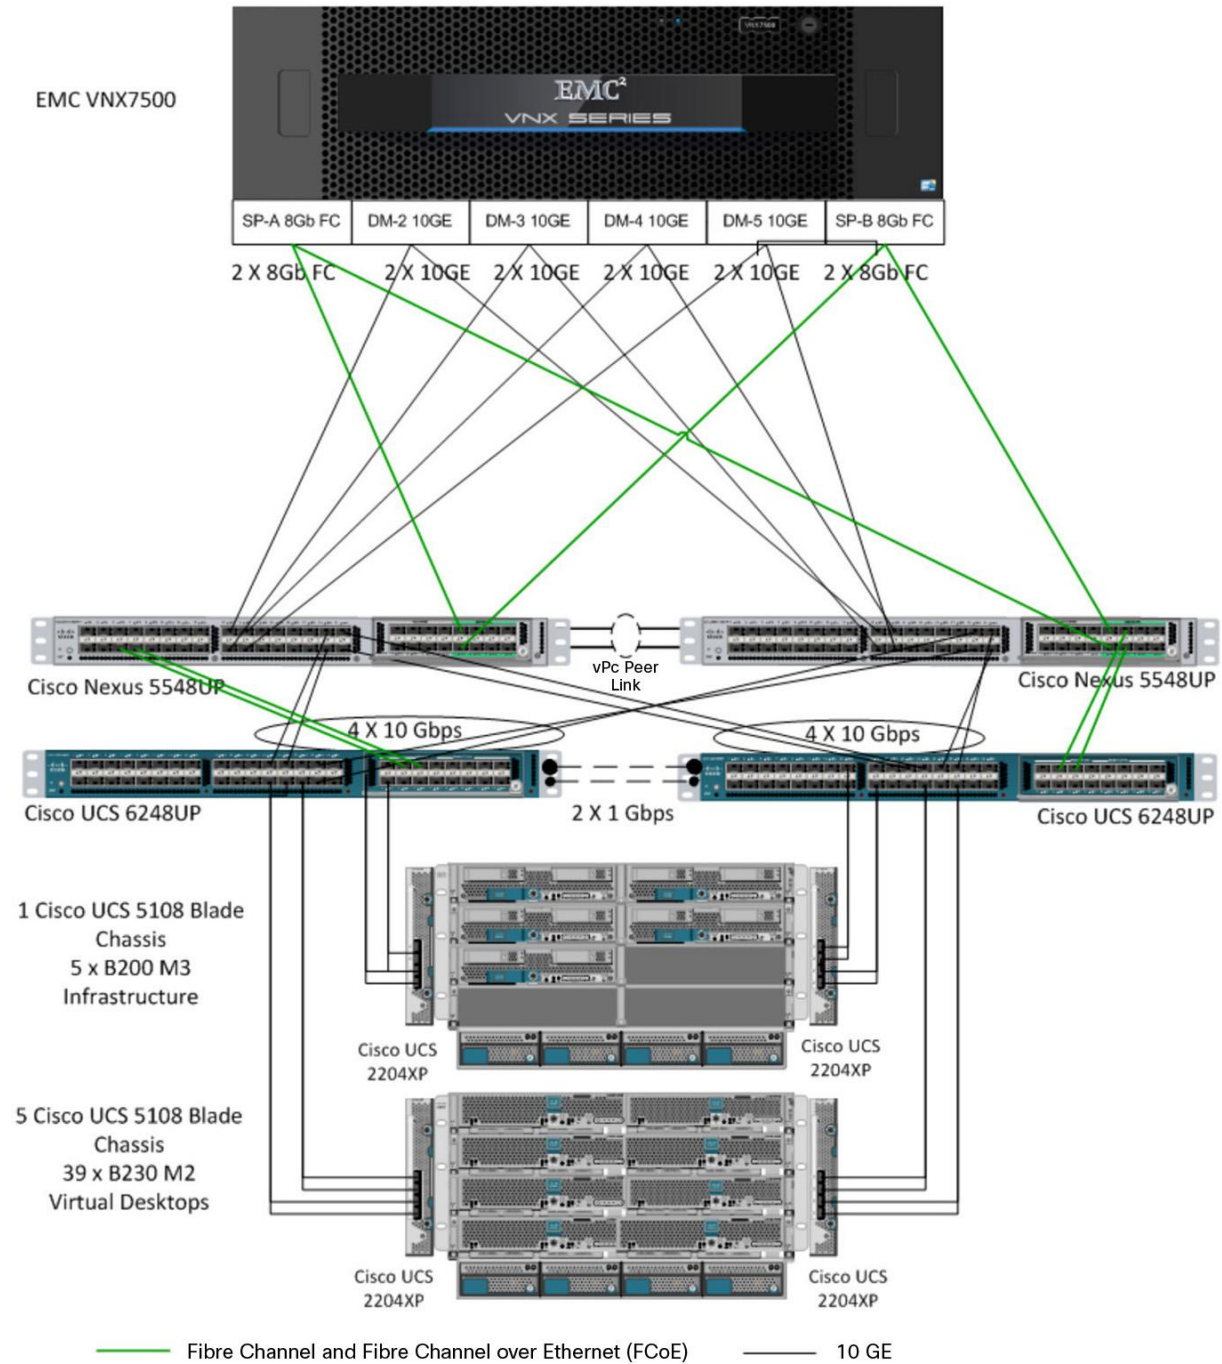 VNX7500
EMC VNX7500
EMC²
VNX SERIES
SP-A 8Gb FC
DM-2 10GE
DM-3 10GE
DM-4 10GE
DM-5 10GE
SP-B 8Gb FC
2 X 8Gb FC
2 X 10GE
2 X 10GE
2 X 10GE
2 X 10GE
2 X 8Gb FC
vPc Peer
Link
Cisco Nexus 5548UP
Cisco Nexus 5548UP
4 X 10 Gbps
4 X 10 Gbps
Cisco UCS 6248UP
2 X 1 Gbps
Cisco UCS 6248UP
1 Cisco UCS 5108 Blade
Chassis
5 x B200 M3
Infrastructure
Cisco UCS
2204XP
Cisco UCS
2204XP
5 Cisco UCS 5108 Blade
Chassis
39 x B230 M2
Virtual Desktops
Cisco UCS
2204XP
Cisco UCS
2204XP
Fibre Channel and Fibre Channel over Ethernet (FCoE)
10 GE